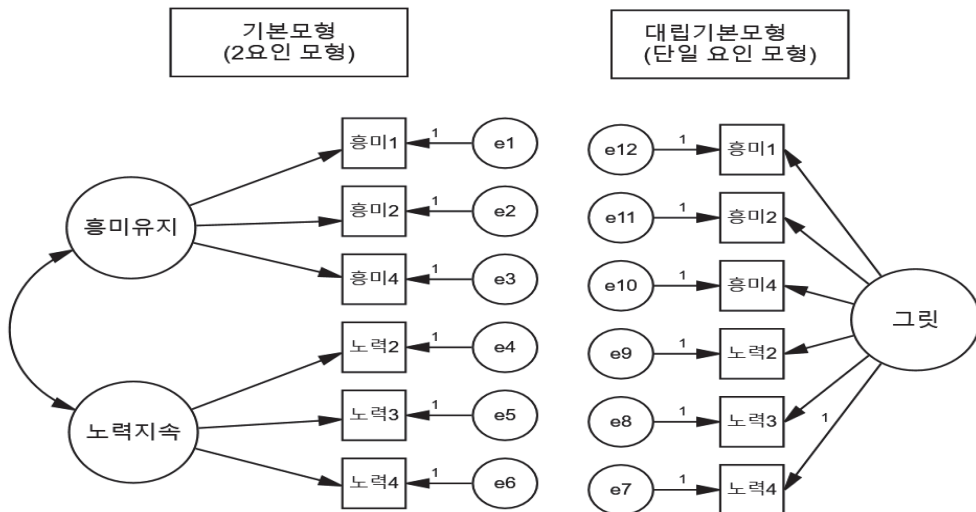 기본모형
(2요인 모형)
흥미유지
노력지속
흥미1
1
e1
흥미2
1
e2
흥미4
1
e3
노력2
1
e4
노력3
1
e5
노력4
1
e6
대립기본모형
(단일 요인 모형)
e12
1
흥미1
e11
1
흥미2
e10
1
흥미4
e9
1
노력2
e8
1
노력3
e7
1
노력4
1
그릿